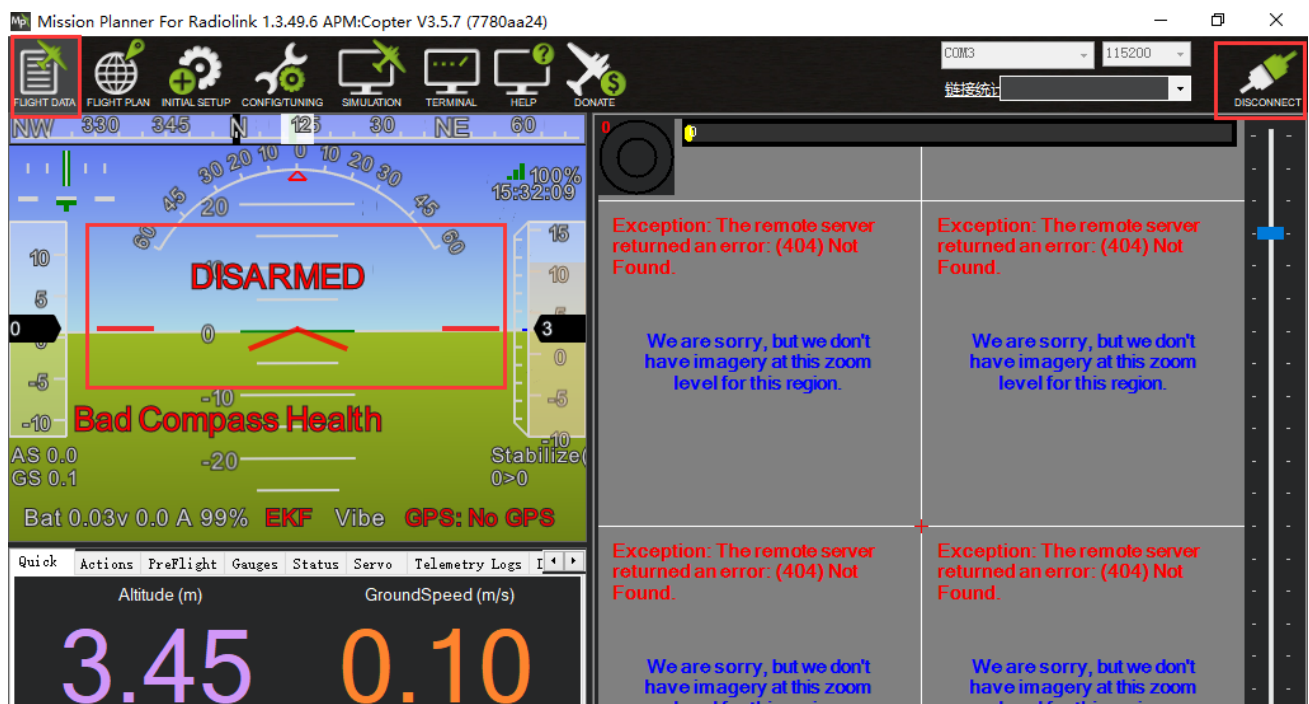 Mission Planner For Radiolink 1.3.49.6 APM:Copter V3.5.7 (7780aa24)
FLIGHT DATA FLIGHT PLAN INITIAL SETUP CONFIG/TUNING SIMULATION TERMINAL HELP DONATE
COM3 115200
链接统计
DISCONNECT
NW 330 345 N 125 30 NE 60
0 0
60 45 30 20 10 0 10 20 30 45 60
100%
15:32:09
20
10 15
DISARMED
10
5
0 0 3
0
-5 -5
-10
-10 Bad Compass Health
-10
AS 0.0 -20 Stabilize(
GS 0.1 0>0
Bat 0.03v 0.0 A 99% EKF Vibe GPS: No GPS
Quick Actions PreFlight Gauges Status Servo Telemetry Logs
Altitude (m) GroundSpeed (m/s)
3.45 0.10
Exception: The remote server
returned an error: (404) Not
Found.
We are sorry, but we don't
have imagery at this zoom
level for this region.
Exception: The remote server
returned an error: (404) Not
Found.
We are sorry, but we don't
have imagery at this zoom
level for this region.
Exception: The remote server
returned an error: (404) Not
Found.
We are sorry, but we don't
have imagery at this zoom
Exception: The remote server
returned an error: (404) Not
Found.
We are sorry, but we don't
have imagery at this zoom